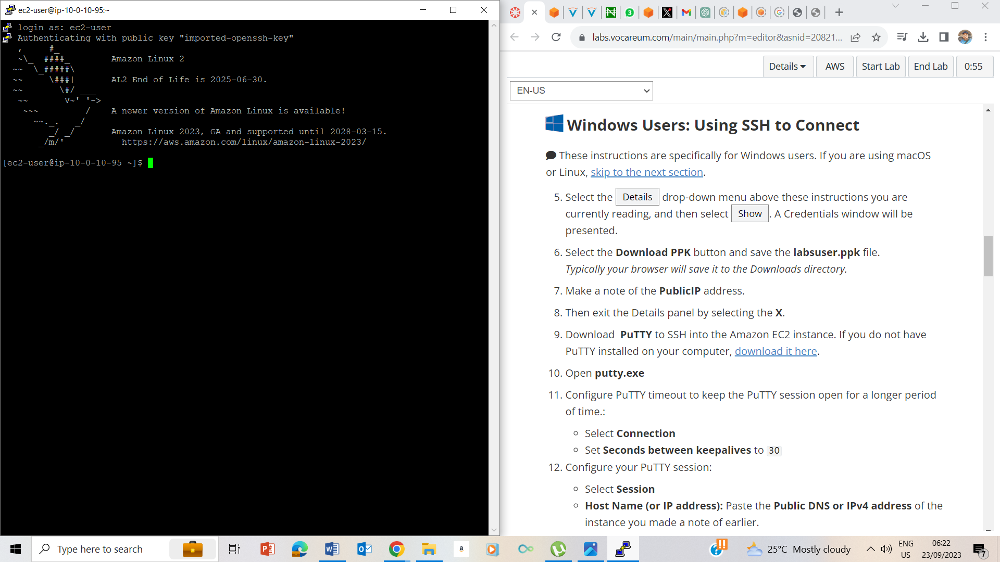 ec2-user@ip-10-0-10-95:~
login as: ec2-user
Authenticating with public key "imported-openssh-key"
   ,     #_
   ~\_  ####_        Amazon Linux 2
  ~~  \_#####\
  ~~     \###|       AL2 End of Life is 2025-06-30.
  ~~       \#/ ___
   ~~       V~' '->
    ~~~         /    A newer version of Amazon Linux is available!
      ~~._.   _/
         _/ _/       Amazon Linux 2023, GA and supported until 2028-03-15.
       _/m/'           https://aws.amazon.com/linux/amazon-linux-2023/
[ec2-user@ip-10-0-10-95 ~]$
labs.vocareum.com/main/main.php?m=editor&asnid=20821...
Details AWS Start Lab End Lab 0:55
EN-US
Windows Users: Using SSH to Connect
These instructions are specifically for Windows users. If you are using macOS
or Linux, skip to the next section.
5. Select the Details drop-down menu above these instructions you are
currently reading, and then select Show . A Credentials window will be
presented.
6. Select the Download PPK button and save the labsuser.ppk file.
Typically your browser will save it to the Downloads directory.
7. Make a note of the PublicIP address.
8. Then exit the Details panel by selecting the X.
9. Download PuTTY to SSH into the Amazon EC2 instance. If you do not have
PuTTY installed on your computer, download it here.
10. Open putty.exe
11. Configure PuTTY timeout to keep the PuTTY session open for a longer period
of time.:
Select Connection
Set Seconds between keepalives to 30
12. Configure your PuTTY session:
Select Session
Host Name (or IP address): Paste the Public DNS or IPv4 address of the
instance you made a note of earlier.
Type here to search
a
25°C Mostly cloudy
ENG
US
06:22
23/09/2023
7